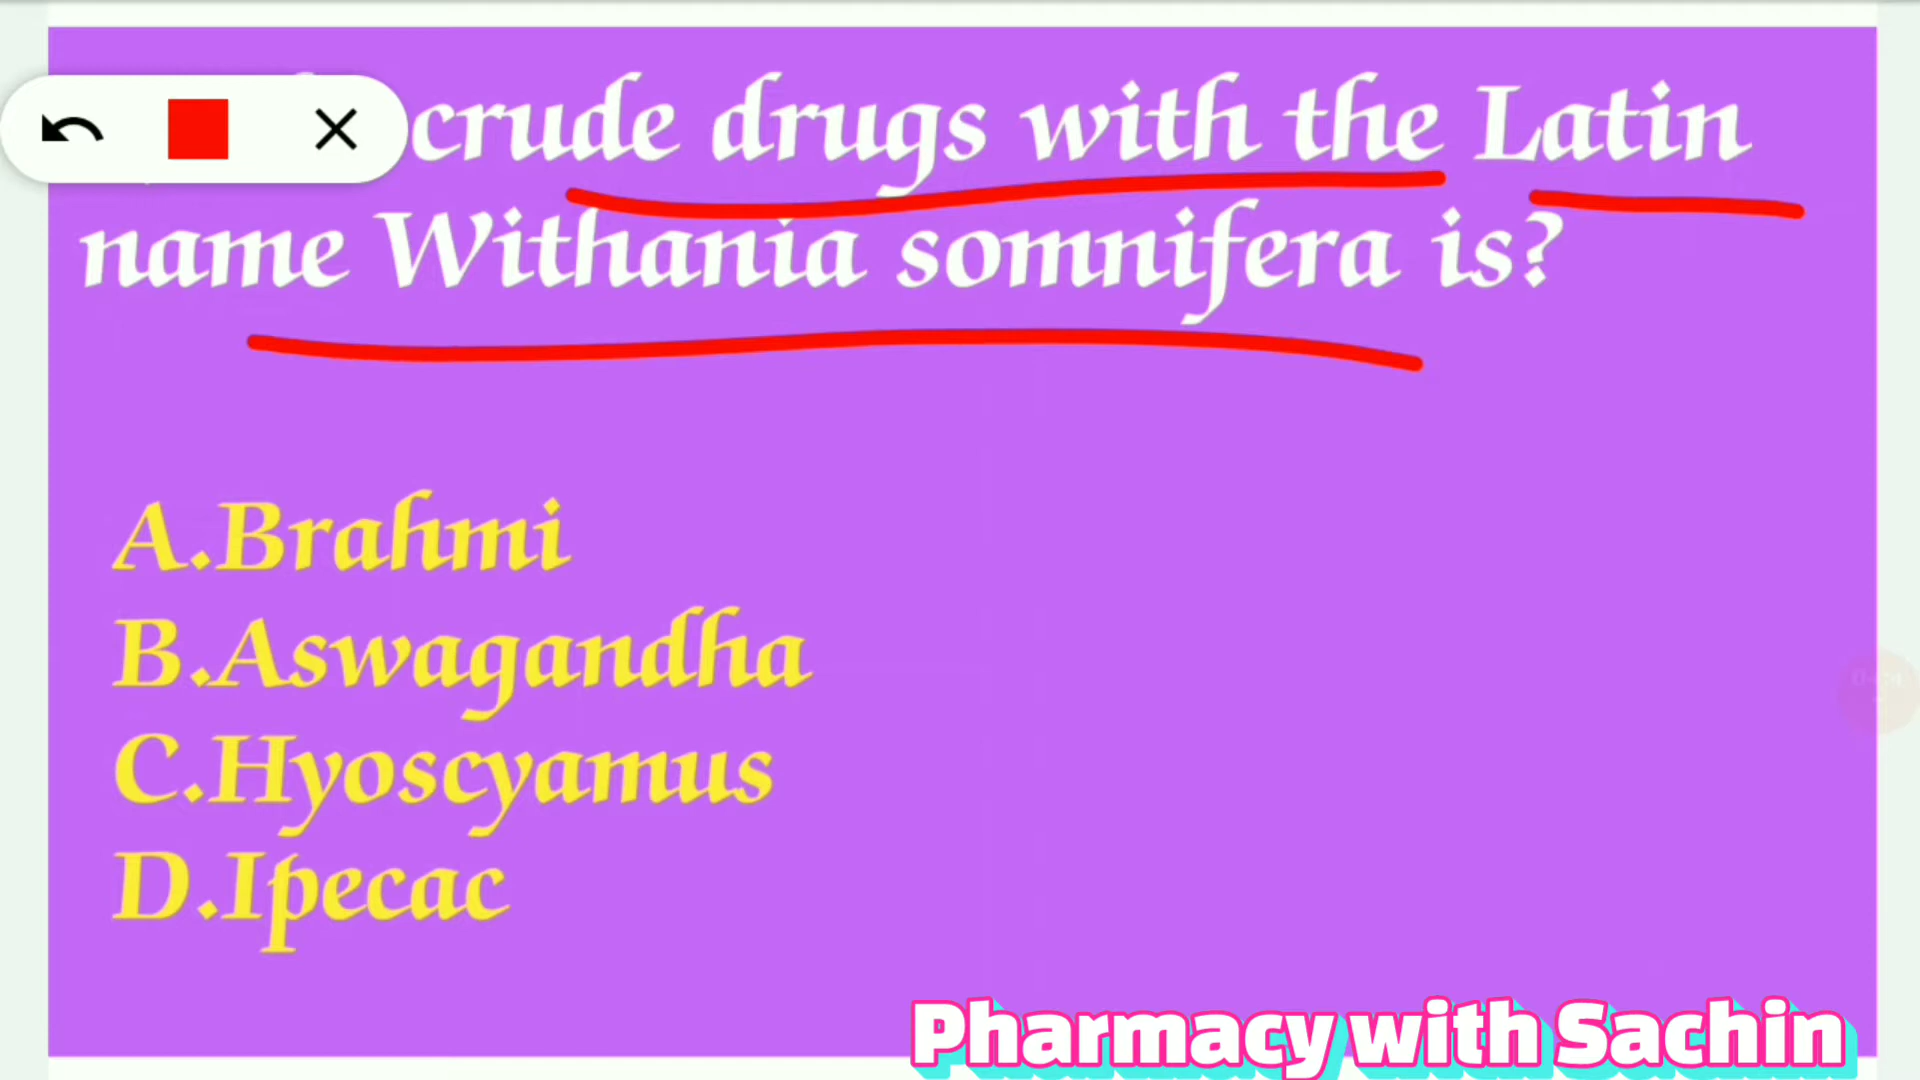 crude drugs with the Latin
name Withania somnifera is?
A.Brahmi
B.Aswagandha
C.Hyoscyamus
D.Ipecac
Pharmacy with Sachin